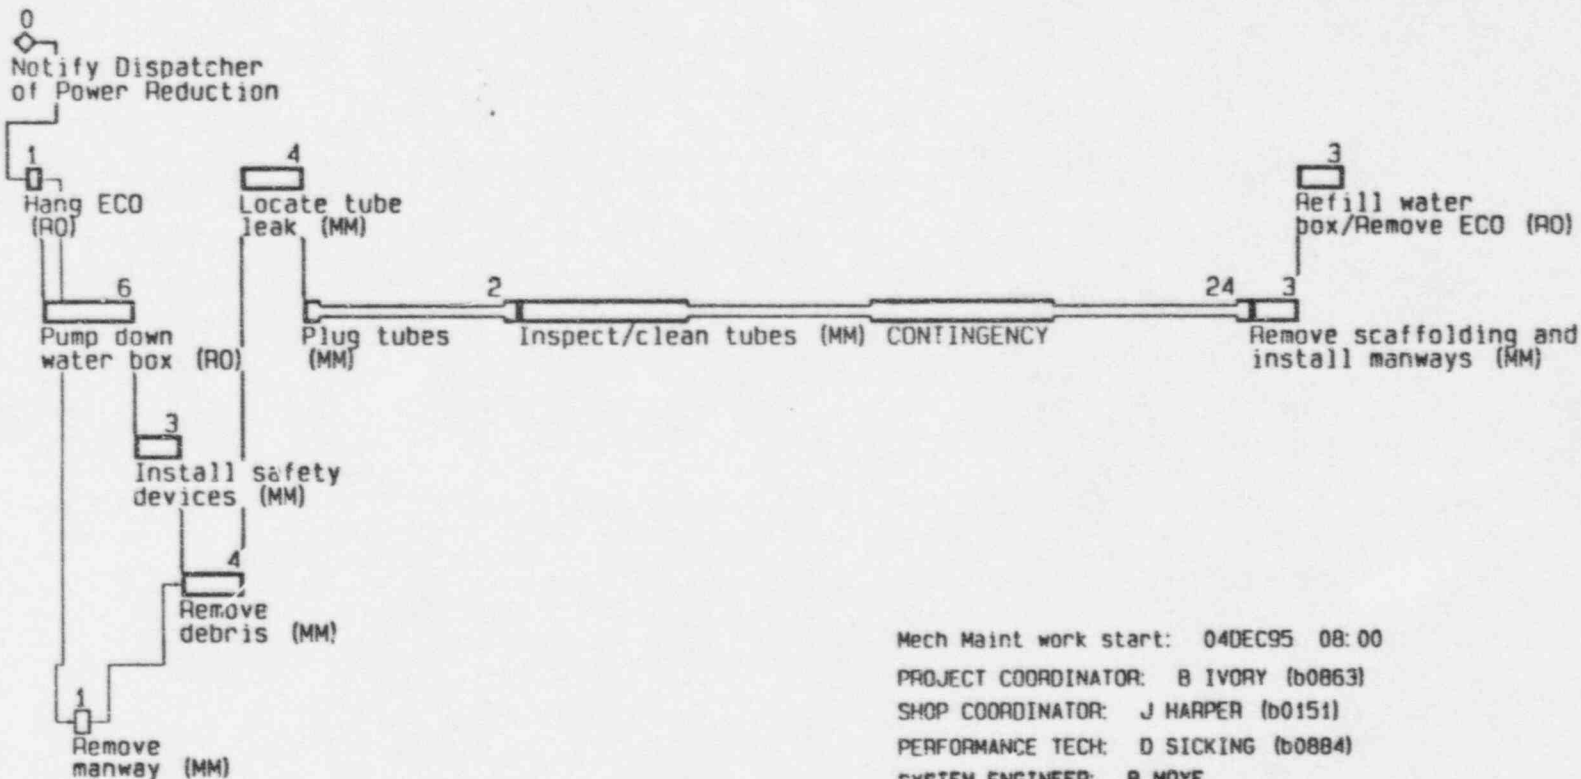 0
Notify Dispatcher
of Power Reduction
1
Hang ECO
(RO)
4
Locate tube
leak (MM)
3
Refill water
box/Remove ECO (RO)
6
Pump down
water box (RO)
2
Plug tubes
(MM)
Inspect/clean tubes (MM)
CONTINGENCY
24
3
Remove scaffolding and
install manways (MM)
3
Install safety
devices (MM)
4
Remove
debris (MM)
1
Remove
manway (MM)
Mech Maint work start: 04DEC95 08:00
PROJECT COORDINATOR: B IVORY (b0863)
SHOP COORDINATOR: J HARPER (b0151)
PERFORMANCE TECH: D SICKING (b0884)
SYSTEM ENGINEER: